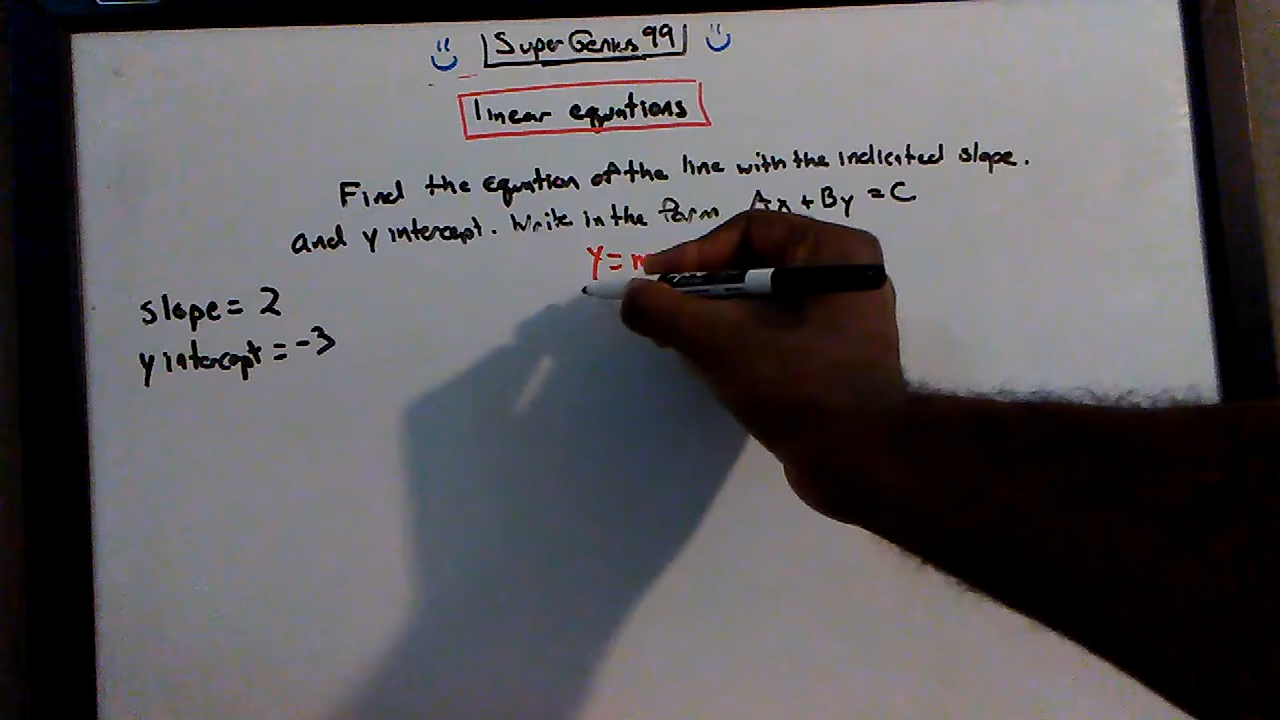 SuperGenius99
linear equations
Find the equation of the line with the indicated slope.
and y intercept. Write in the form Ax + By = C
y =
slope = 2
y intercept = -3